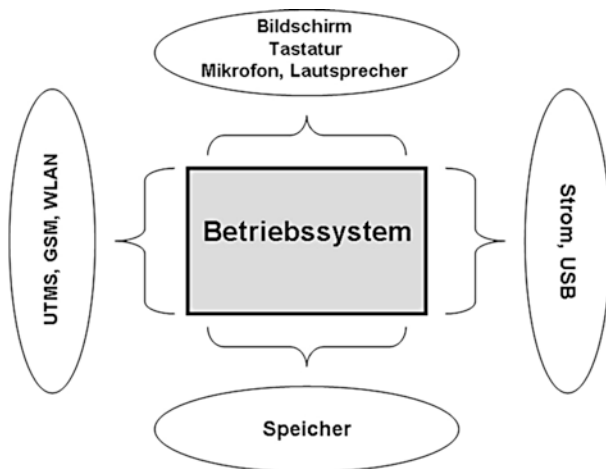 Bildschirm
Tastatur
Mikrofon, Lautsprecher
UTMS, GSM, WLAN
Betriebssystem
Strom, USB
Speicher